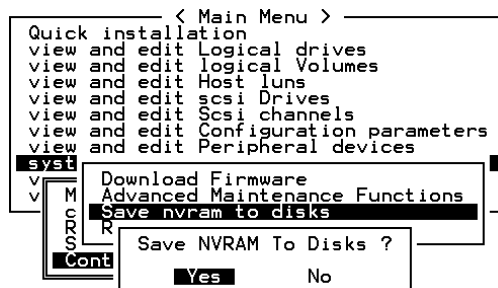 < Main Menu >
Quick installation
view and edit Logical drives
view and edit logical Volumes
view and edit Host luns
view and edit scsi Drives
view and edit Scsi channels
view and edit Configuration parameters
view and edit Peripheral devices
syst
v
v
Download Firmware
M Advanced Maintenance Functions
c Save nvram to disks
R R
S Save NVRAM To Disks ?
Cont
Yes No